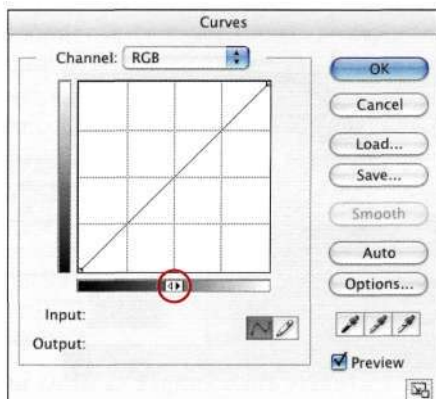 Curves
Channel: RGB
OK
Cancel
Load...
Save...
Smooth
Auto
Options...
Input:
Output:
Preview